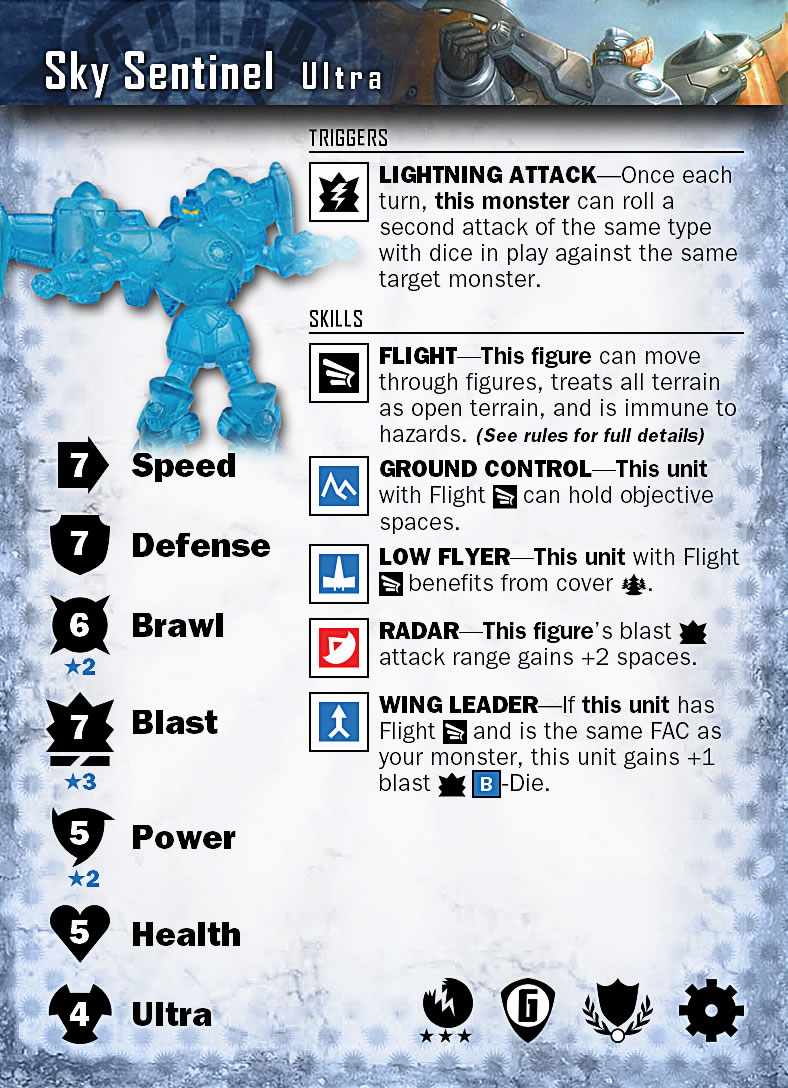 Sky Sentinel Ultra
TRIGGERS
LIGHTNING ATTACK—Once each
turn, this monster can roll a
second attack of the same type
with dice in play against the same
target monster.
SKILLS
FLIGHT—This figure can move
through figures, treats all terrain
as open terrain, and is immune to
hazards. (See rules for full details)
GROUND CONTROL—This unit
with Flight can hold objective
spaces.
LOW FLYER—This unit with Flight
benefits from cover .
RADAR—This figure's blast
attack range gains +2 spaces.
WING LEADER—If this unit has
Flight and is the same FAC as
your monster, this unit gains +1
blast B-Die.
7 Speed
7 Defense
6 Brawl
★2
7 Blast
★3
5 Power
★2
5 Health
4 Ultra
G
★★★